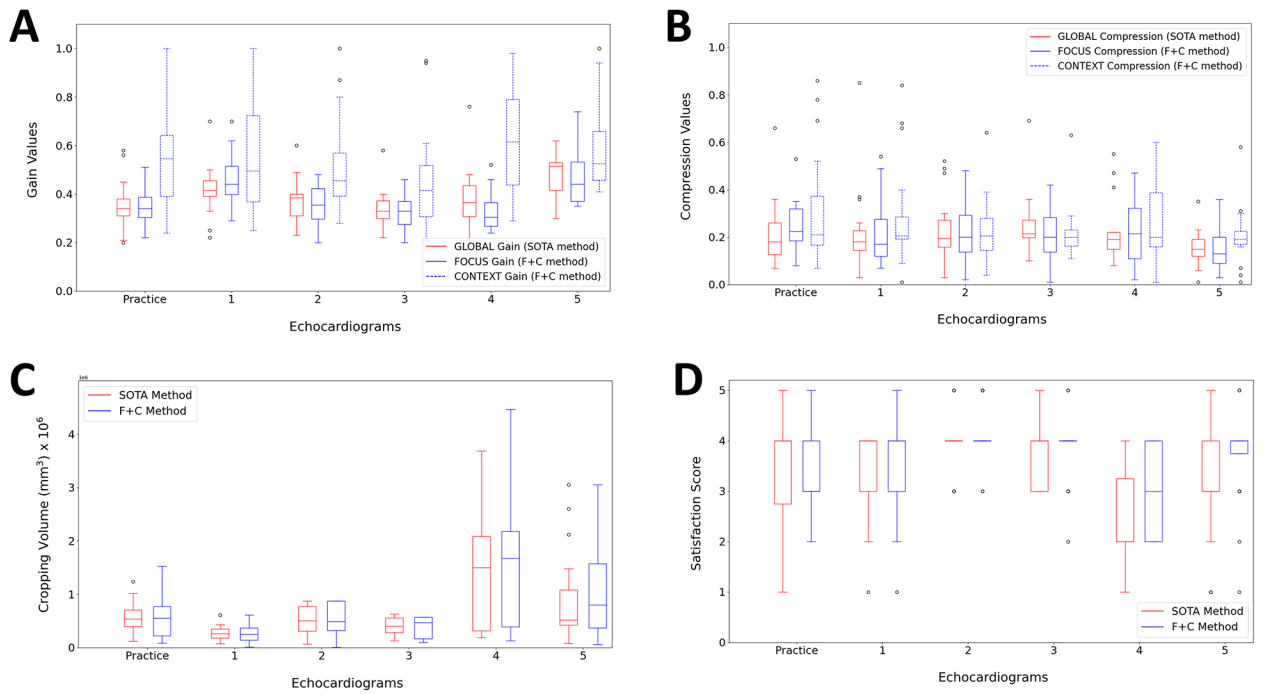 A
Gain Values
1.0
0.8
0.6
0.4
0.2
0.0
GLOBAL Gain (SOTA method)
FOCUS Gain (F+C method)
CONTEXT Gain (F+C method)
Practice 1 2 3 4 5
Echocardiograms
B
Compression Values
1.0
0.8
0.6
0.4
0.2
0.0
GLOBAL Compression (SOTA method)
FOCUS Compression (F+C method)
CONTEXT Compression (F+C method)
Practice 1 2 3 4 5
Echocardiograms
C
1e6
Cropping Volume (mm³) x 10⁶
4
3
2
1
0
SOTA Method
F+C Method
Practice 1 2 3 4 5
Echocardiograms
D
Satisfaction Score
5
4
3
2
1
0
SOTA Method
F+C Method
Practice 1 2 3 4 5
Echocardiograms